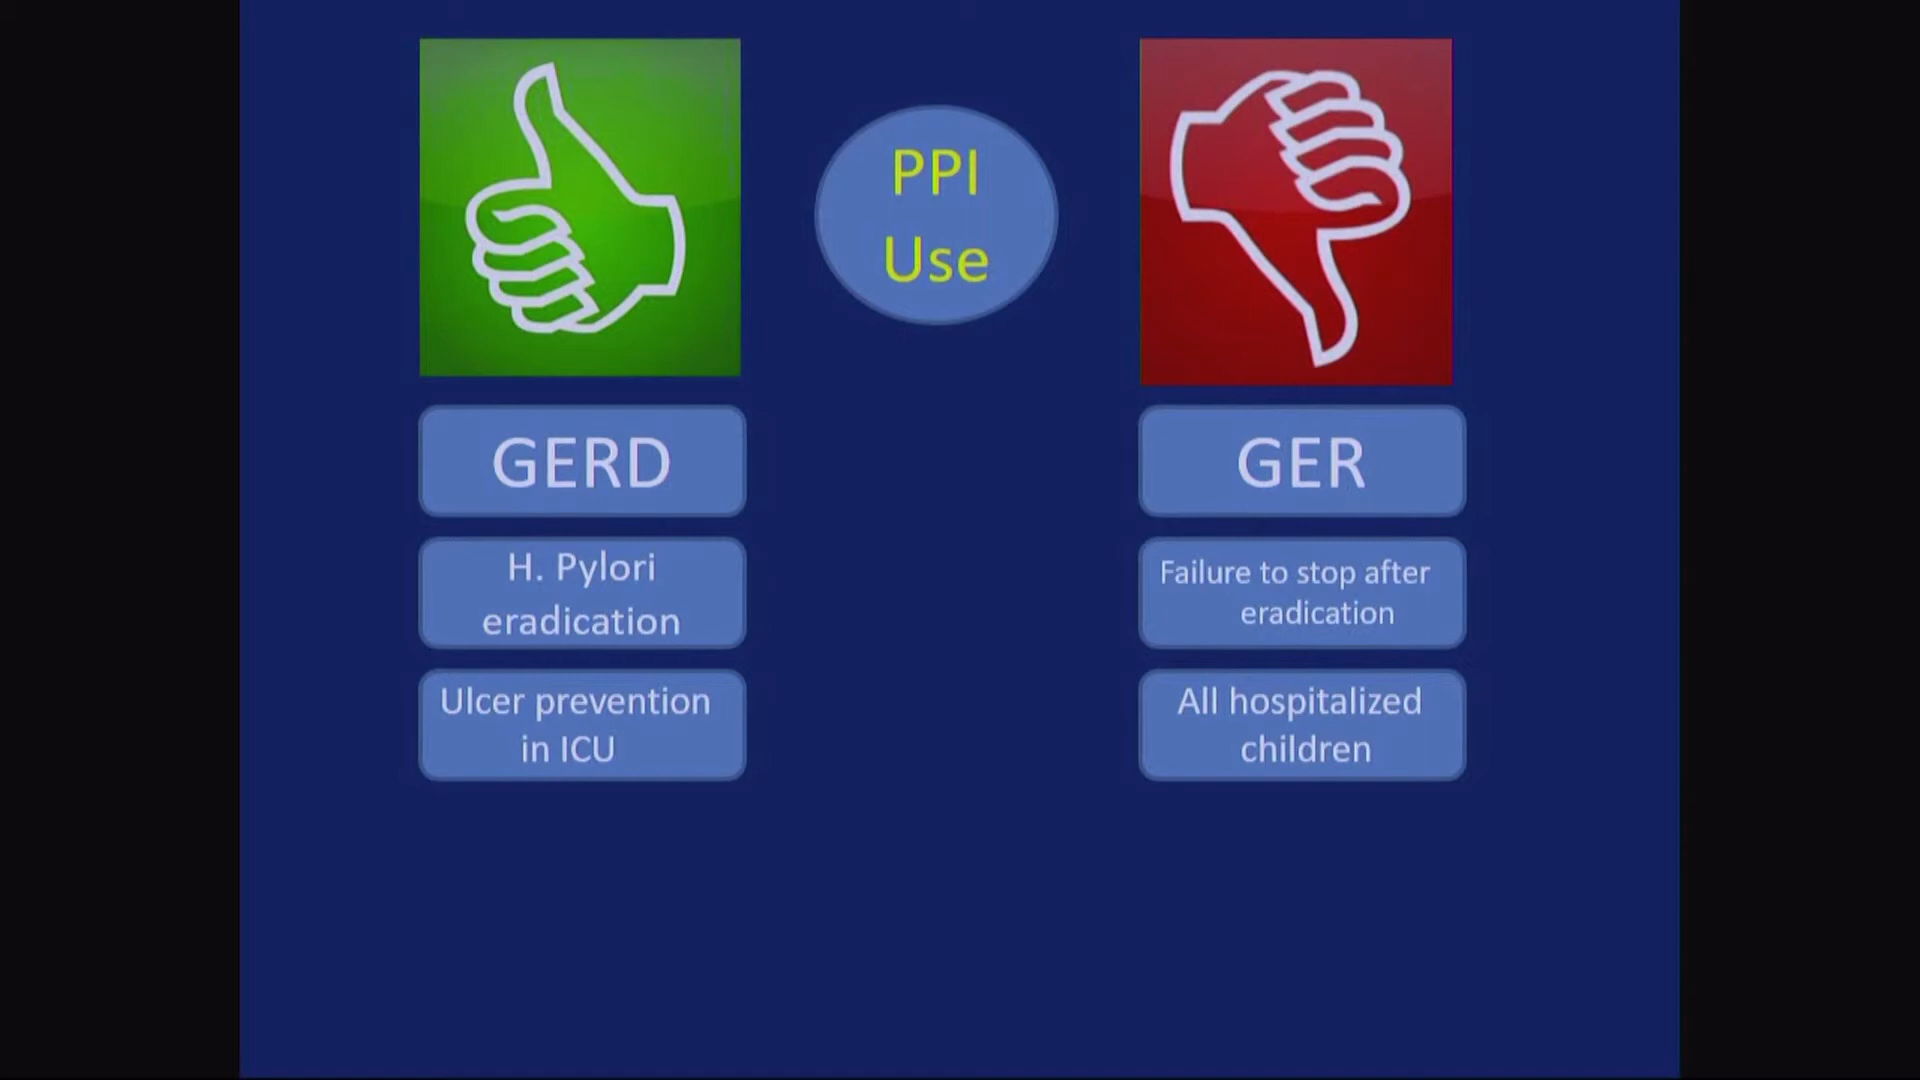 PPI
Use
GERD
GER
H. Pylori
eradication
Failure to stop after
eradication
Ulcer prevention
in ICU
All hospitalized
children